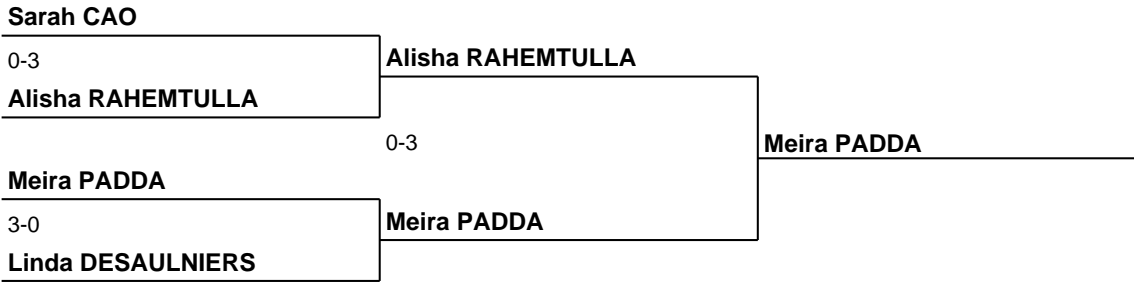 Sarah CAO
0-3
Alisha RAHEMTULLA
Alisha RAHEMTULLA
0-3
Meira PADDA
Meira PADDA
3-0
Meira PADDA
Linda DESAULNIERS